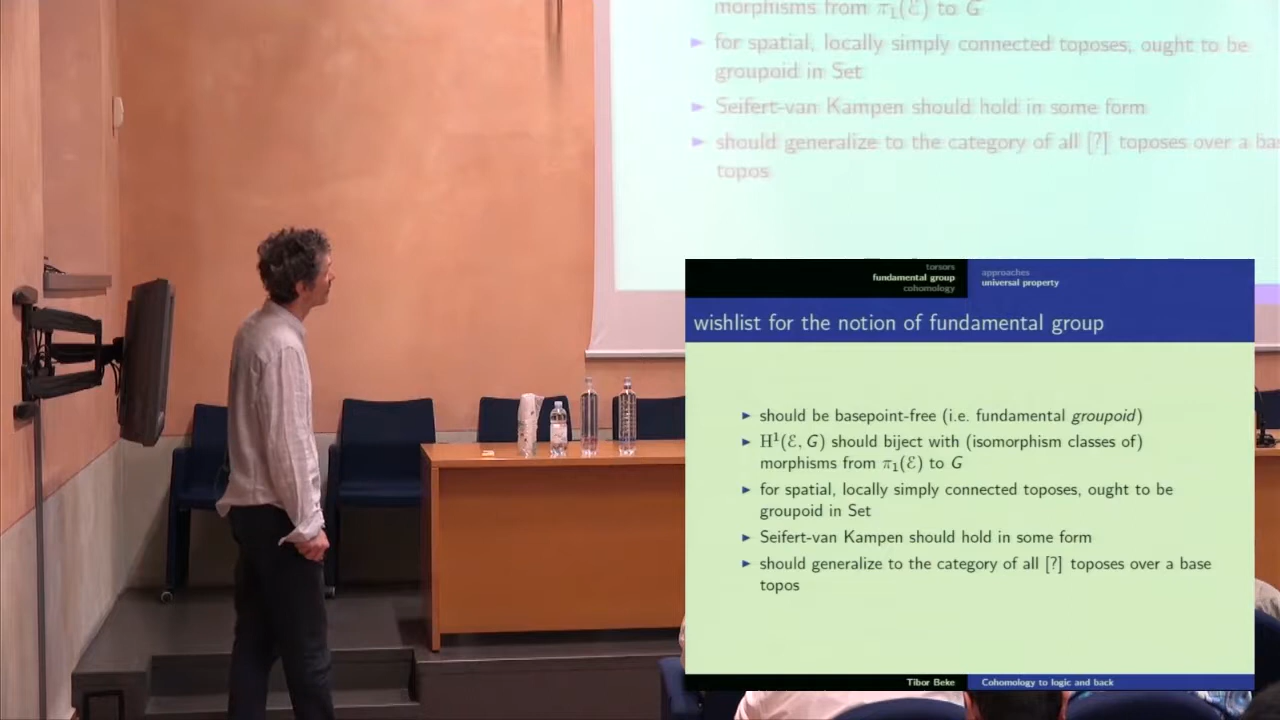 morphisms from π₁(ℰ) to G
for spatial, locally simply connected toposes, ought to be
groupoid in Set
Seifert-van Kampen should hold in some form
should generalize to the category of all [?] toposes over a
topos
torsors
fundamental group
cohomology
approaches
universal property
wishlist for the notion of fundamental group
► should be basepoint-free (i.e. fundamental groupoid)
► H¹(ℰ, G) should biject with (isomorphism classes of)
morphisms from π₁(ℰ) to G
► for spatial, locally simply connected toposes, ought to be
groupoid in Set
► Seifert-van Kampen should hold in some form
► should generalize to the category of all [?] toposes over a base
topos
Tibor Beke
Cohomology to logic and back